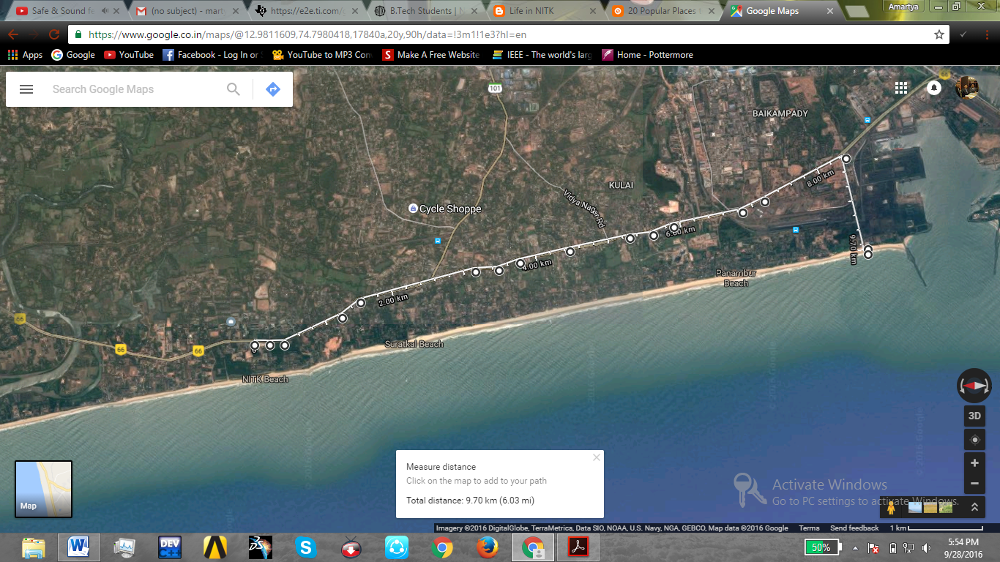 Safe & Sound fe
(no subject) - mart
https://e2e.ti.com/
B.Tech Students | N
Life in NITK
20 Popular Places t
Google Maps
Amartya
https://www.google.co.in/maps/@12.9811609,74.7980418,17840a,20y,90h/data=!3m1!1e3?hl=en
Apps
Google
YouTube
Facebook - Log In or
YouTube to MP3 Con
Make A Free Website
IEEE - The world's larg
Home - Pottermore
Search Google Maps
101
66
BAIKAMPADY
KULAI
8.00 km
Vidya Nagar Rd
Cycle Shoppe
6.00 km
9.70 km
4.00 km
Panambur
Beach
2.00 km
66
66
66
Suratkal Beach
NITK Beach
3D
Measure distance
Click on the map to add to your path
Total distance: 9.70 km (6.03 mi)
Map
Activate Windows
Go to PC settings to activate Windows.
Imagery ©2016 DigitalGlobe, TerraMetrics, Data SIO, NOAA, U.S. Navy, NGA, GEBCO, Map data ©2016 Google
Terms
Send feedback
1 km
DEV
C++
50%
5:54 PM
9/28/2016